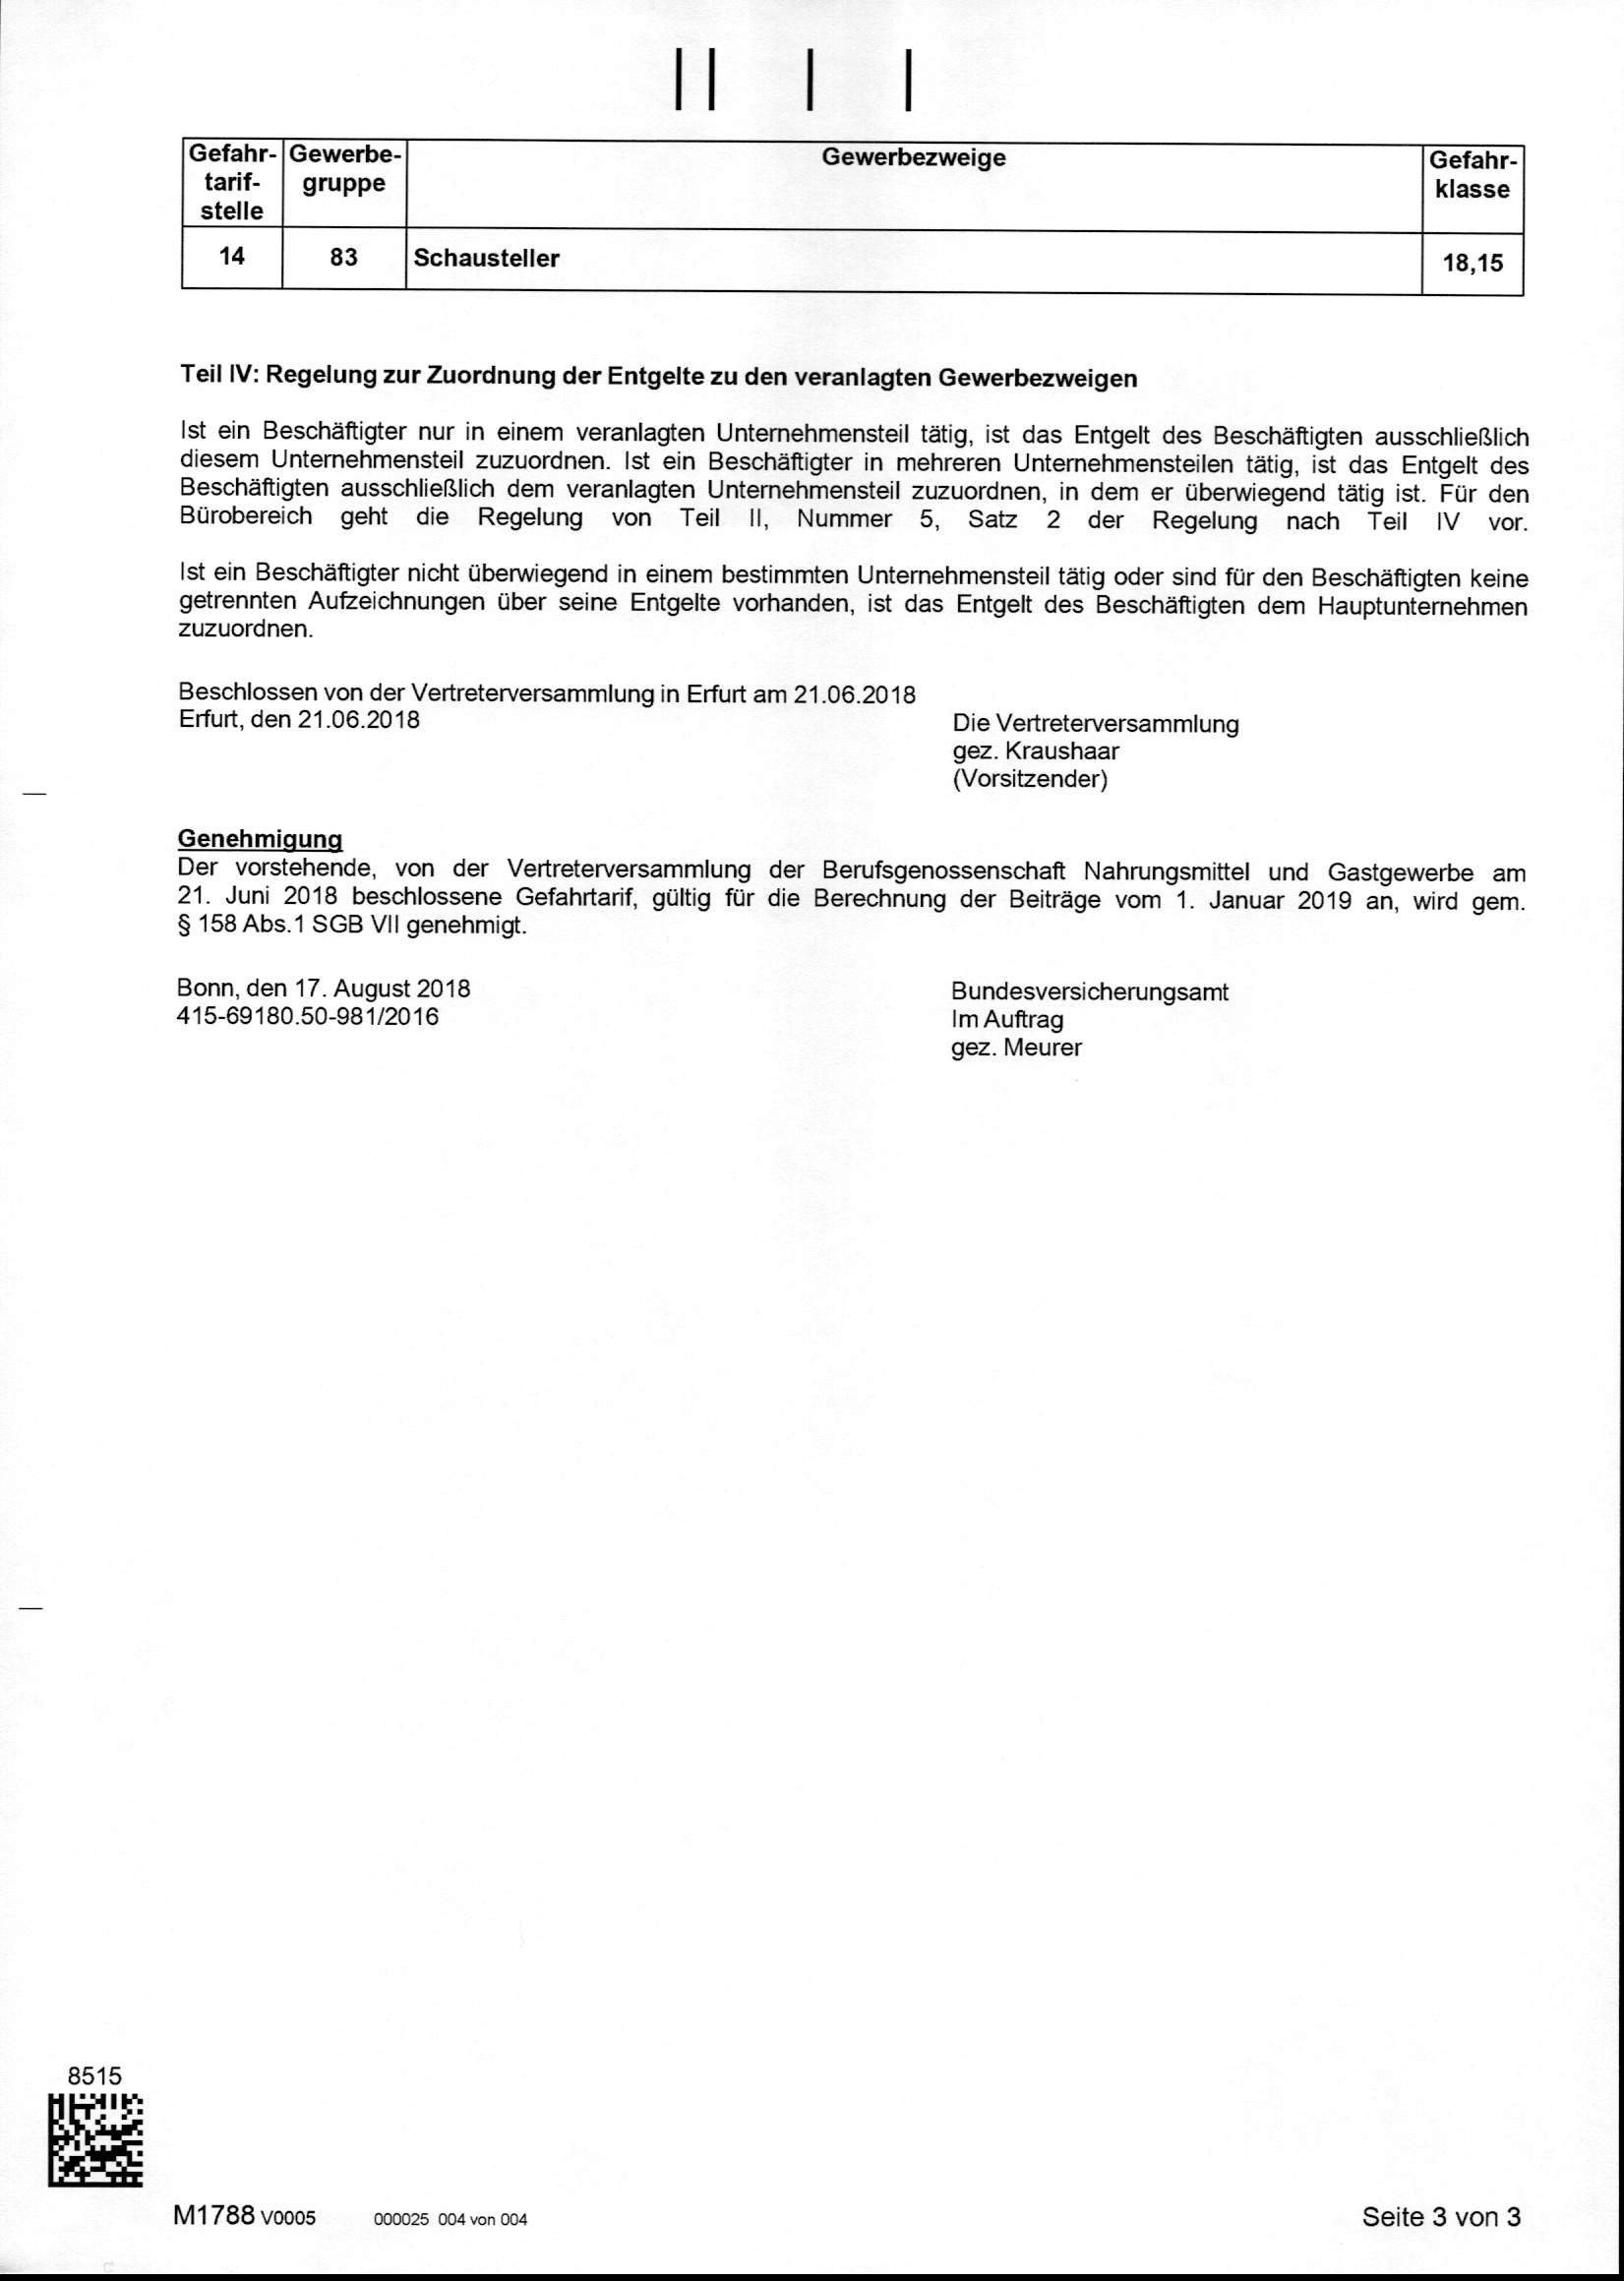 Gefahr- Gewerbe- Gewerbezweige Gefahr-
tarif- gruppe klasse
stelle
14 83 Schausteller 18,15
Teil IV: Regelung zur Zuordnung der Entgelte zu den veranlagten Gewerbezweigen
Ist ein Beschäftigter nur in einem veranlagten Unternehmensteil tätig, ist das Entgelt des Beschäftigten ausschließlich
diesem Unternehmensteil zuzuordnen. Ist ein Beschäftigter in mehreren Unternehmensteilen tätig, ist das Entgelt des
Beschäftigten ausschließlich dem veranlagten Unternehmensteil zuzuordnen, in dem er überwiegend tätig ist. Für den
Bürobereich geht die Regelung von Teil II, Nummer 5, Satz 2 der Regelung nach Teil IV vor.
Ist ein Beschäftigter nicht überwiegend in einem bestimmten Unternehmensteil tätig oder sind für den Beschäftigten keine
getrennten Aufzeichnungen über seine Entgelte vorhanden, ist das Entgelt des Beschäftigten dem Hauptunternehmen
zuzuordnen.
Beschlossen von der Vertreterversammlung in Erfurt am 21.06.2018
Erfurt, den 21.06.2018
Die Vertreterversammlung
gez. Kraushaar
(Vorsitzender)
Genehmigung
Der vorstehende, von der Vertreterversammlung der Berufsgenossenschaft Nahrungsmittel und Gastgewerbe am
21. Juni 2018 beschlossene Gefahrtarif, gültig für die Berechnung der Beiträge vom 1. Januar 2019 an, wird gem.
§ 158 Abs.1 SGB VII genehmigt.
Bonn, den 17. August 2018
415-69180.50-981/2016
Bundesversicherungsamt
Im Auftrag
gez. Meurer
8515
M1788 V0005 000025 004 von 004 Seite 3 von 3